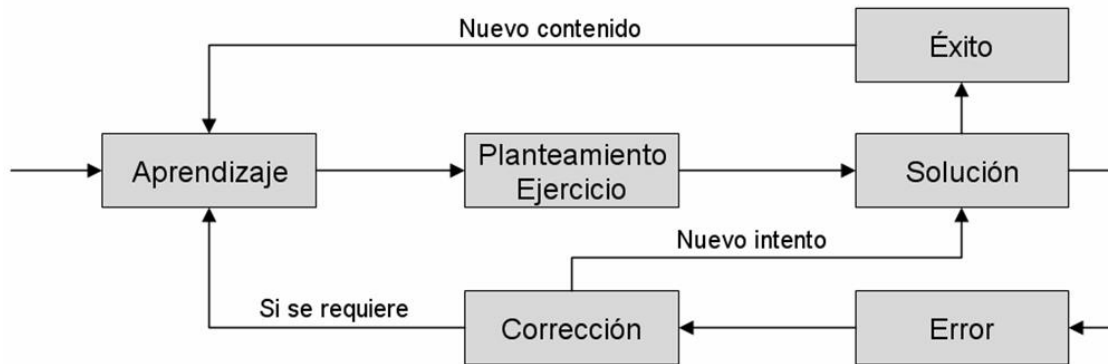 Nuevo contenido
Éxito
Aprendizaje
Planteamiento
Ejercicio
Solución
Nuevo intento
Si se requiere
Corrección
Error